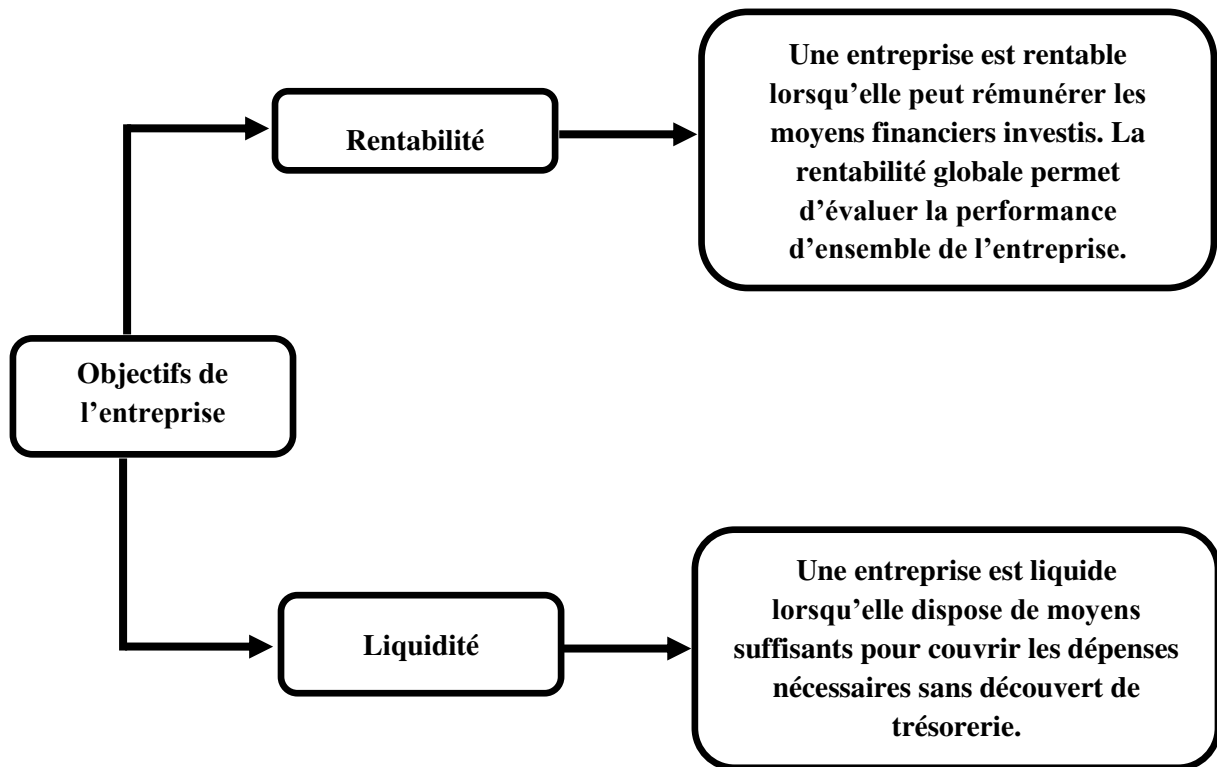 Objectifs de
l’entreprise
Rentabilité
Une entreprise est rentable
lorsqu’elle peut rémunérer les
moyens financiers investis. La
rentabilité globale permet
d’évaluer la performance
d’ensemble de l’entreprise.
Liquidité
Une entreprise est liquide
lorsqu’elle dispose de moyens
suffisants pour couvrir les dépenses
nécessaires sans découvert de
trésorerie.